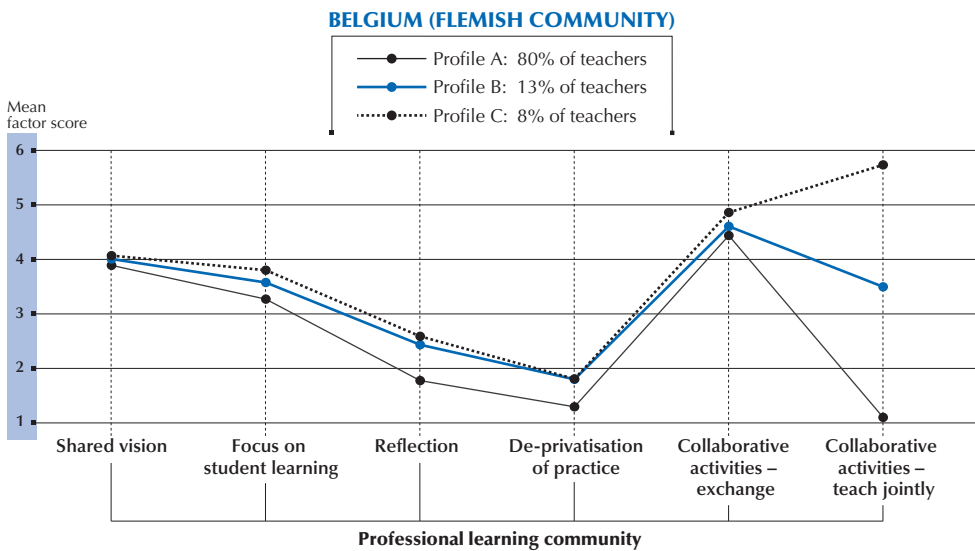 BELGIUM (FLEMISH COMMUNITY)
Profile A: 80% of teachers
Profile B: 13% of teachers
Profile C: 8% of teachers
Mean
factor score
6
5
4
3
2
1
Shared vision
Focus on
student learning
Reflection
De-privatisation
of practice
Collaborative
activities –
exchange
Collaborative
activities –
teach jointly
Professional learning community